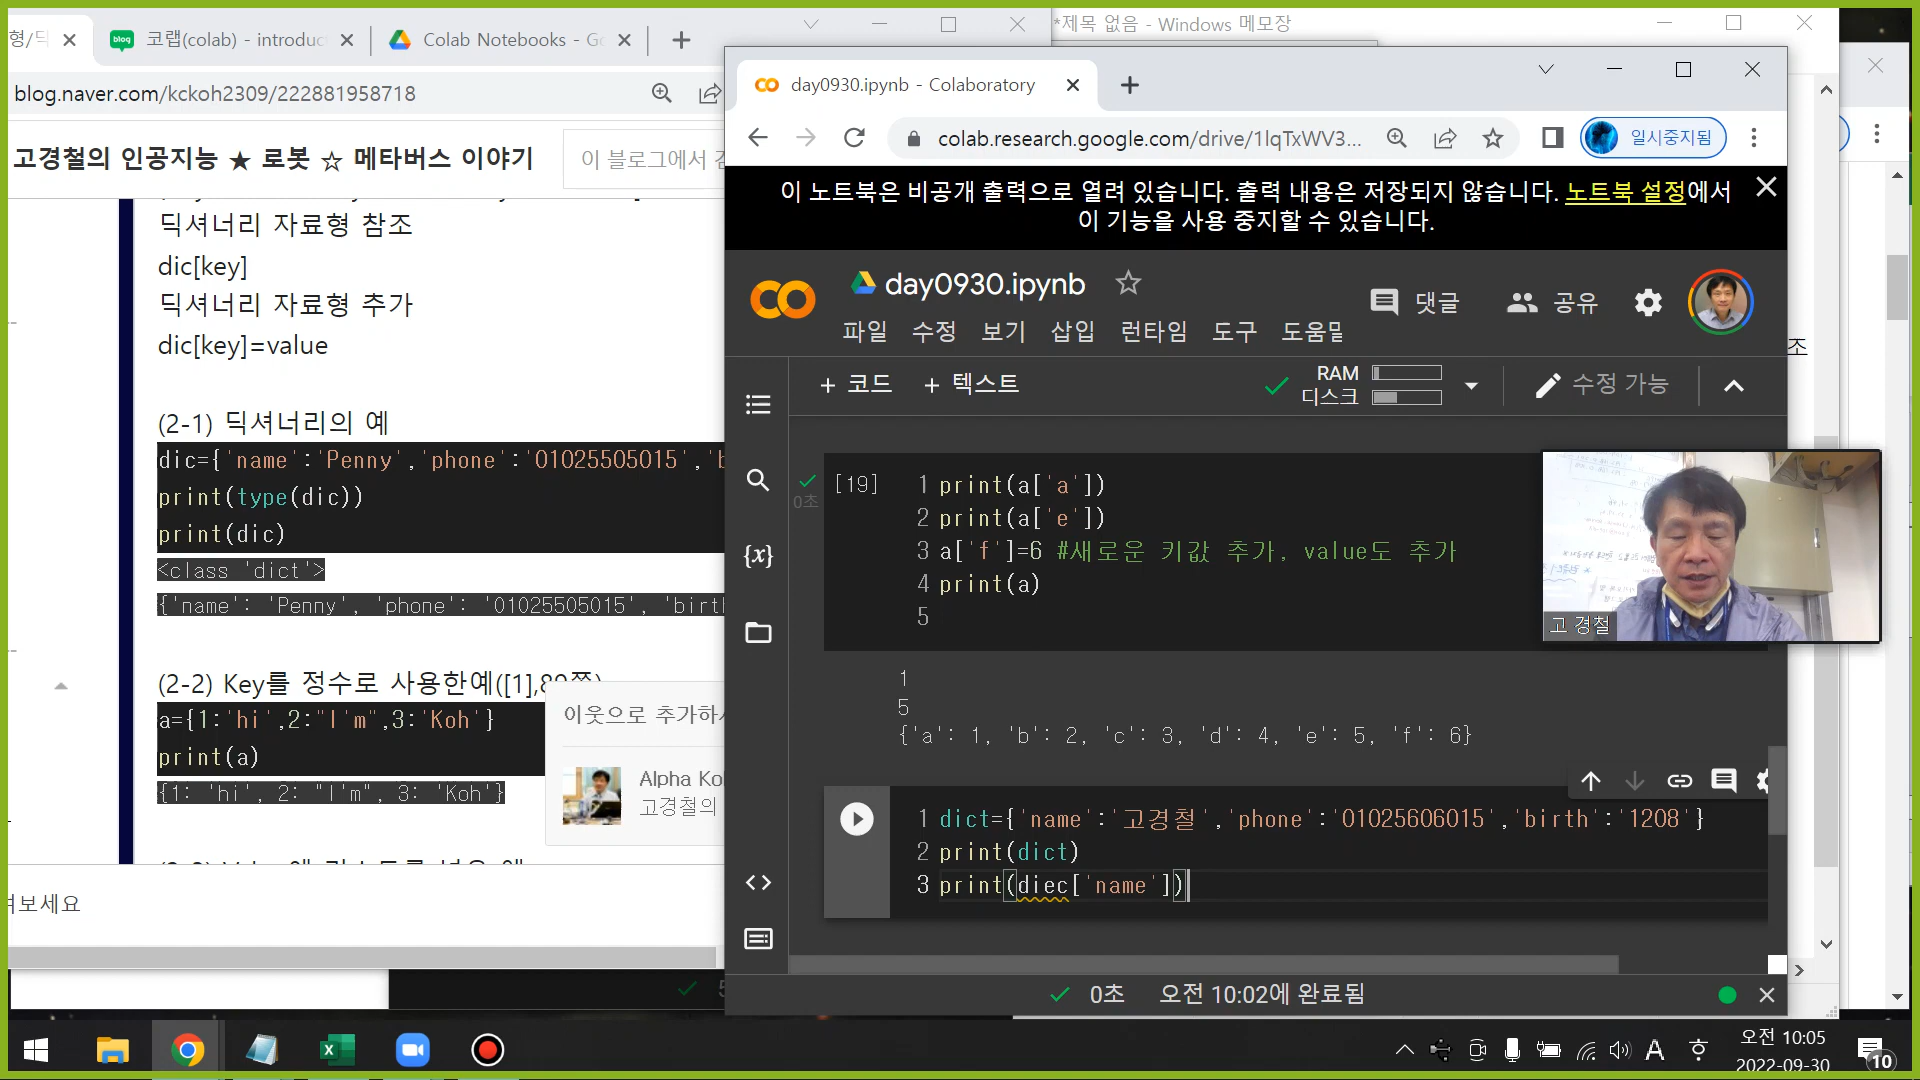 형/딕
코랩(colab) - introduc
Colab Notebooks - Go
*제목 없음 - Windows 메모장
blog.naver.com/kckoh2309/222881958718
고경철의 인공지능 ★ 로봇 ☆ 메타버스 이야기
이 블로그에서 검
딕셔너리 자료형 참조
dic[key]
딕셔너리 자료형 추가
dic[key]=value
(2-1) 딕셔너리의 예
dic={'name':'Penny','phone':'01025505015','b
print(type(dic))
print(dic)
<class 'dict'>
{'name': 'Penny', 'phone': '01025505015', 'birth
(2-2) Key를 정수로 사용한예([1],89쪽)
a={1:'hi',2:"I'm",3:'Koh'}
print(a)
{1: 'hi', 2: "I'm", 3: 'Koh'}
이웃으로 추가하시
Alpha Ko
고경철의
겨보세요
day0930.ipynb - Colaboratory
colab.research.google.com/drive/1lqTxWV3...
일시중지됨
이 노트북은 비공개 출력으로 열려 있습니다. 출력 내용은 저장되지 않습니다. 노트북 설정에서
이 기능을 사용 중지할 수 있습니다.
day0930.ipynb
댓글
공유
파일 수정 보기 삽입 런타임 도구 도움말
+ 코드 + 텍스트
RAM
디스크
수정 가능
조
[19]
0초
1 print(a['a'])
2 print(a['e'])
3 a['f']=6 #새로운 키값 추가, value도 추가
4 print(a)
5
고 경철
1
5
{'a': 1, 'b': 2, 'c': 3, 'd': 4, 'e': 5, 'f': 6}
1 dict={'name':'고경철','phone':'01025606015','birth':'1208'}
2 print(dict)
3 print(diec['name'])
0초 오전 10:02에 완료됨
오전 10:05
2022-09-30
10